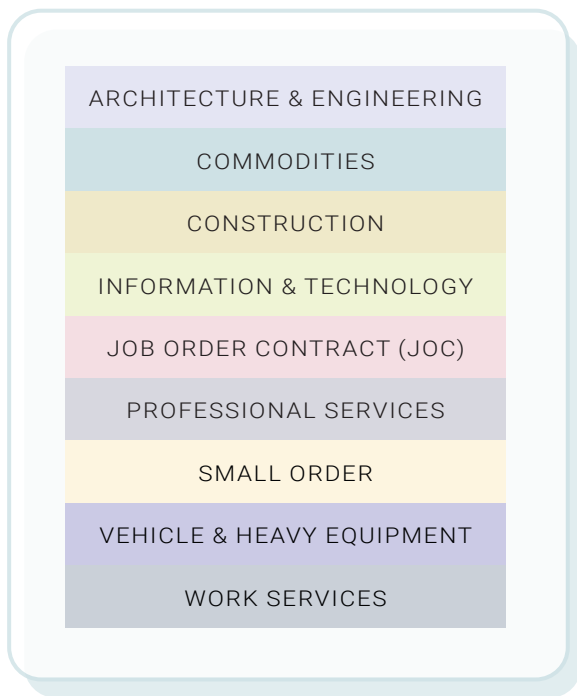 ARCHITECTURE & ENGINEERING
COMMODITIES
CONSTRUCTION
INFORMATION & TECHNOLOGY
JOB ORDER CONTRACT (JOC)
PROFESSIONAL SERVICES
SMALL ORDER
VEHICLE & HEAVY EQUIPMENT
WORK SERVICES